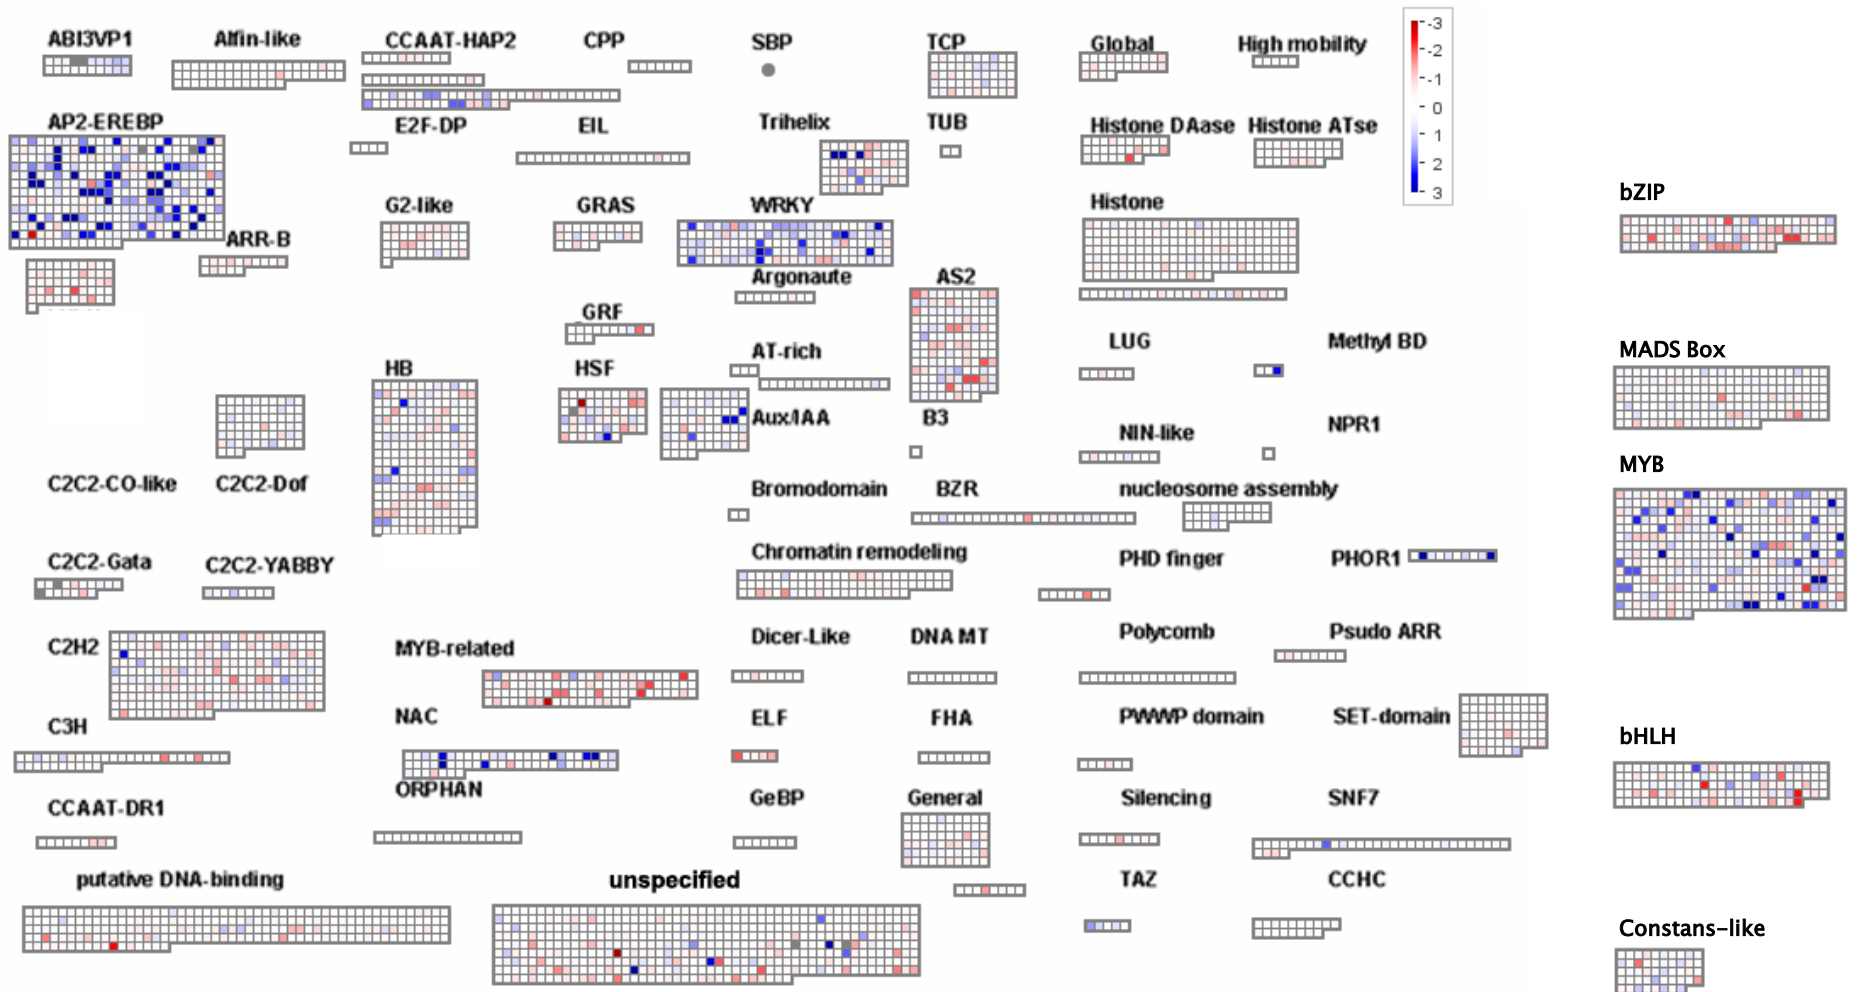 ABI3VP1
Alfin-like
CCAAT-HAP2
CPP
SBP
TCP
Global
High mobility
-3
-2
-1
0
1
2
3
AP2-EREBP
E2F-DP
EIL
Trihelix
TUB
Histone DAase
Histone ATse
bZIP
ARR-B
G2-like
GRAS
WRKY
Histone
Argonaute
AS2
GRF
AT-rich
LUG
Methyl BD
MADS Box
HB
HSF
Aux/IAA
B3
NIN-like
NPR1
MYB
C2C2-CO-like
C2C2-Dof
Bromodomain
BZR
nucleosome assembly
C2C2-Gata
C2C2-YABBY
Chromatin remodeling
PHD finger
PHOR1
C2H2
MYB-related
Dicer-Like
DNA MT
Polycomb
Psudo ARR
C3H
NAC
ELF
FHA
PWWP domain
SET-domain
bHLH
CCAAT-DR1
ORPHAN
GeBP
General
Silencing
SNF7
putative DNA-binding
unspecified
TAZ
CCHC
Constans-like